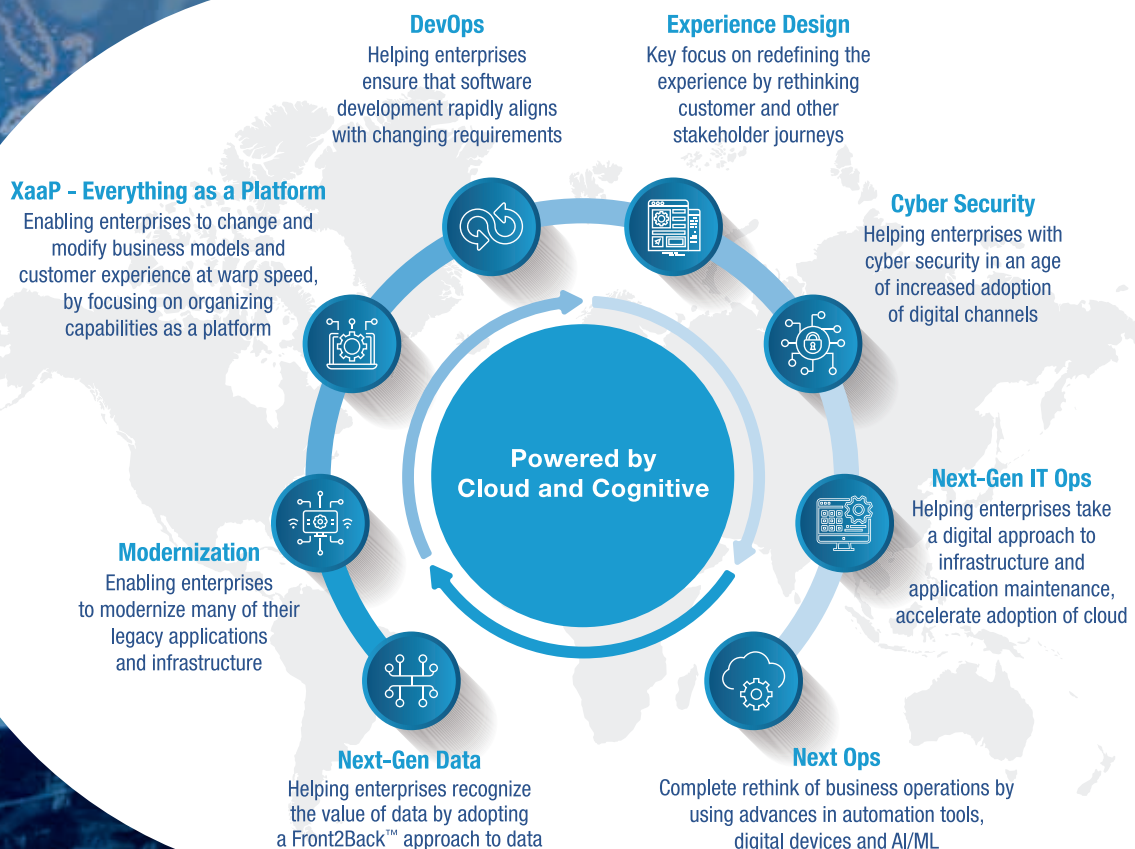 DevOps
Helping enterprises
ensure that software
development rapidly aligns
with changing requirements
Experience Design
Key focus on redefining the
experience by rethinking
customer and other
stakeholder journeys
XaaP - Everything as a Platform
Enabling enterprises to change and
modify business models and
customer experience at warp speed,
by focusing on organizing
capabilities as a platform
Cyber Security
Helping enterprises with
cyber security in an age
of increased adoption
of digital channels
Powered by
Cloud and Cognitive
Next-Gen IT Ops
Helping enterprises take
a digital approach to
infrastructure and
application maintenance,
accelerate adoption of cloud
Modernization
Enabling enterprises
to modernize many of their
legacy applications
and infrastructure
Next-Gen Data
Helping enterprises recognize
the value of data by adopting
a Front2Back™ approach to data
Next Ops
Complete rethink of business operations by
using advances in automation tools,
digital devices and AI/ML